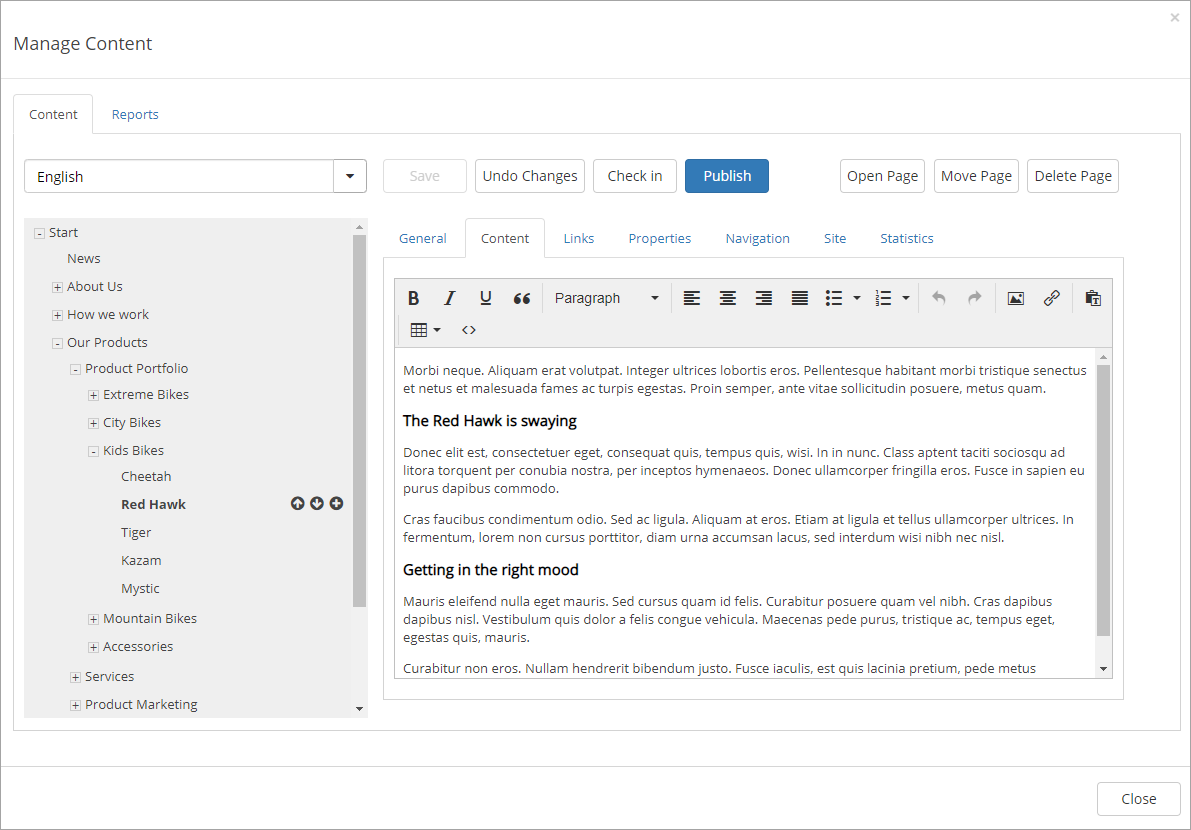 ×
Manage Content
Content Reports
English
Save Undo Changes Check in Publish Open Page Move Page Delete Page
Start
News
About Us
How we work
Our Products
Product Portfolio
Extreme Bikes
City Bikes
Kids Bikes
Cheetah
Red Hawk
Tiger
Kazam
Mystic
Mountain Bikes
Accessories
Services
Product Marketing
General Content Links Properties Navigation Site Statistics
B I U Paragraph
Morbi neque. Aliquam erat volutpat. Integer ultrices lobortis eros. Pellentesque habitant morbi tristique senectus
et netus et malesuada fames ac turpis egestas. Proin semper, ante vitae sollicitudin posuere, metus quam.
The Red Hawk is swaying
Donec elit est, consectetuer eget, consequat quis, tempus quis, wisi. In in nunc. Class aptent taciti sociosqu ad
litora torquent per conubia nostra, per inceptos hymenaeos. Donec ullamcorper fringilla eros. Fusce in sapien eu
purus dapibus commodo.
Cras faucibus condimentum odio. Sed ac ligula. Aliquam at eros. Etiam at ligula et tellus ullamcorper ultrices. In
fermentum, lorem non cursus porttitor, diam urna accumsan lacus, sed interdum wisi nibh nec nisl.
Getting in the right mood
Mauris eleifend nulla eget mauris. Sed cursus quam id felis. Curabitur posuere quam vel nibh. Cras dapibus
dapibus nisl. Vestibulum quis dolor a felis congue vehicula. Maecenas pede purus, tristique ac, tempus eget,
egestas quis, mauris.
Curabitur non eros. Nullam hendrerit bibendum justo. Fusce iaculis, est quis lacinia pretium, pede metus
Close